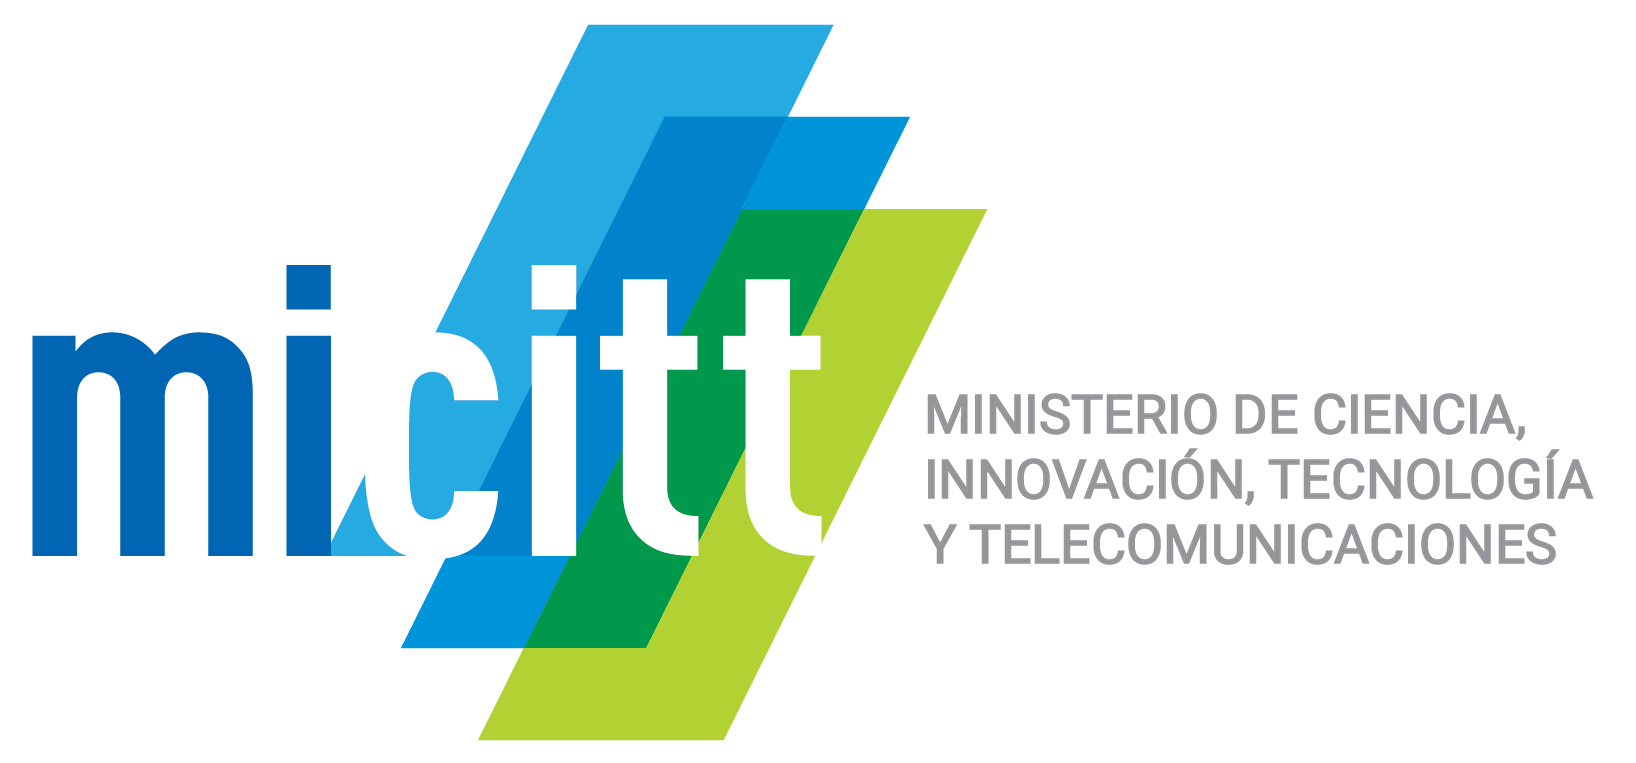 micitt
MINISTERIO DE CIENCIA,
INNOVACIÓN, TECNOLOGÍA
Y TELECOMUNICACIONES